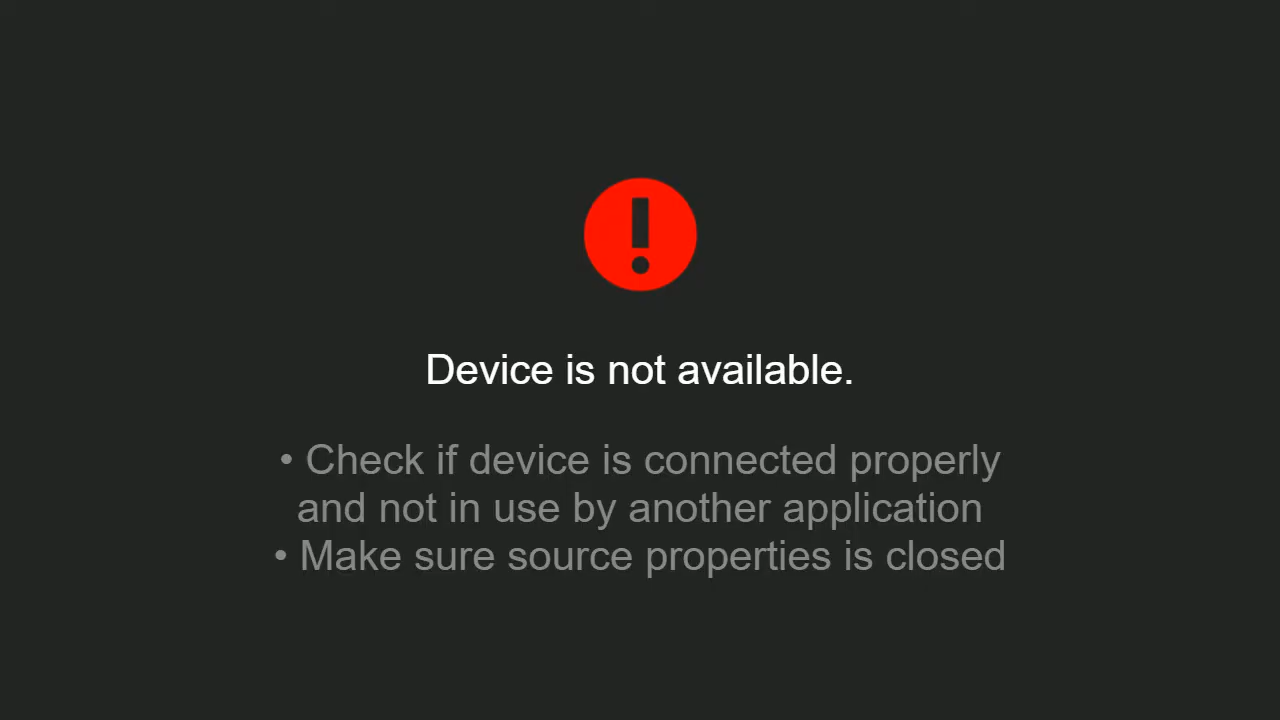 Device is not available.
• Check if device is connected properly
and not in use by another application
• Make sure source properties is closed